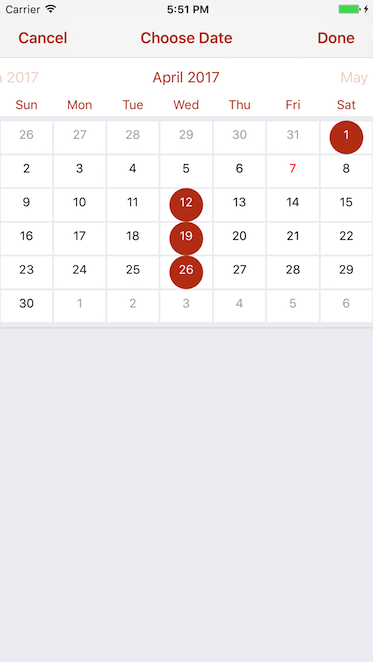 Carrier 5:51 PM
Cancel Choose Date Done
2017 April 2017 May
Sun Mon Tue Wed Thu Fri Sat
26 27 28 29 30 31 1
2 3 4 5 6 7 8
9 10 11 12 13 14 15
16 17 18 19 20 21 22
23 24 25 26 27 28 29
30 1 2 3 4 5 6